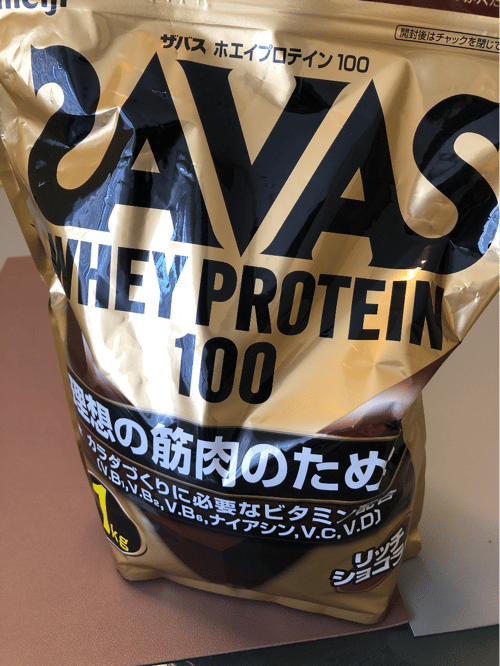 meiji
ザバス ホエイプロテイン100
開封後はチャックを閉じて
SAVAS
WHEY PROTEIN
100
理想の筋肉のため
カラダづくりに必要なビタミン配合
(V.B₁,V.B₂,V.B₆,ナイアシン,V.C,V.D)
1kg
リッチ
ショコラ